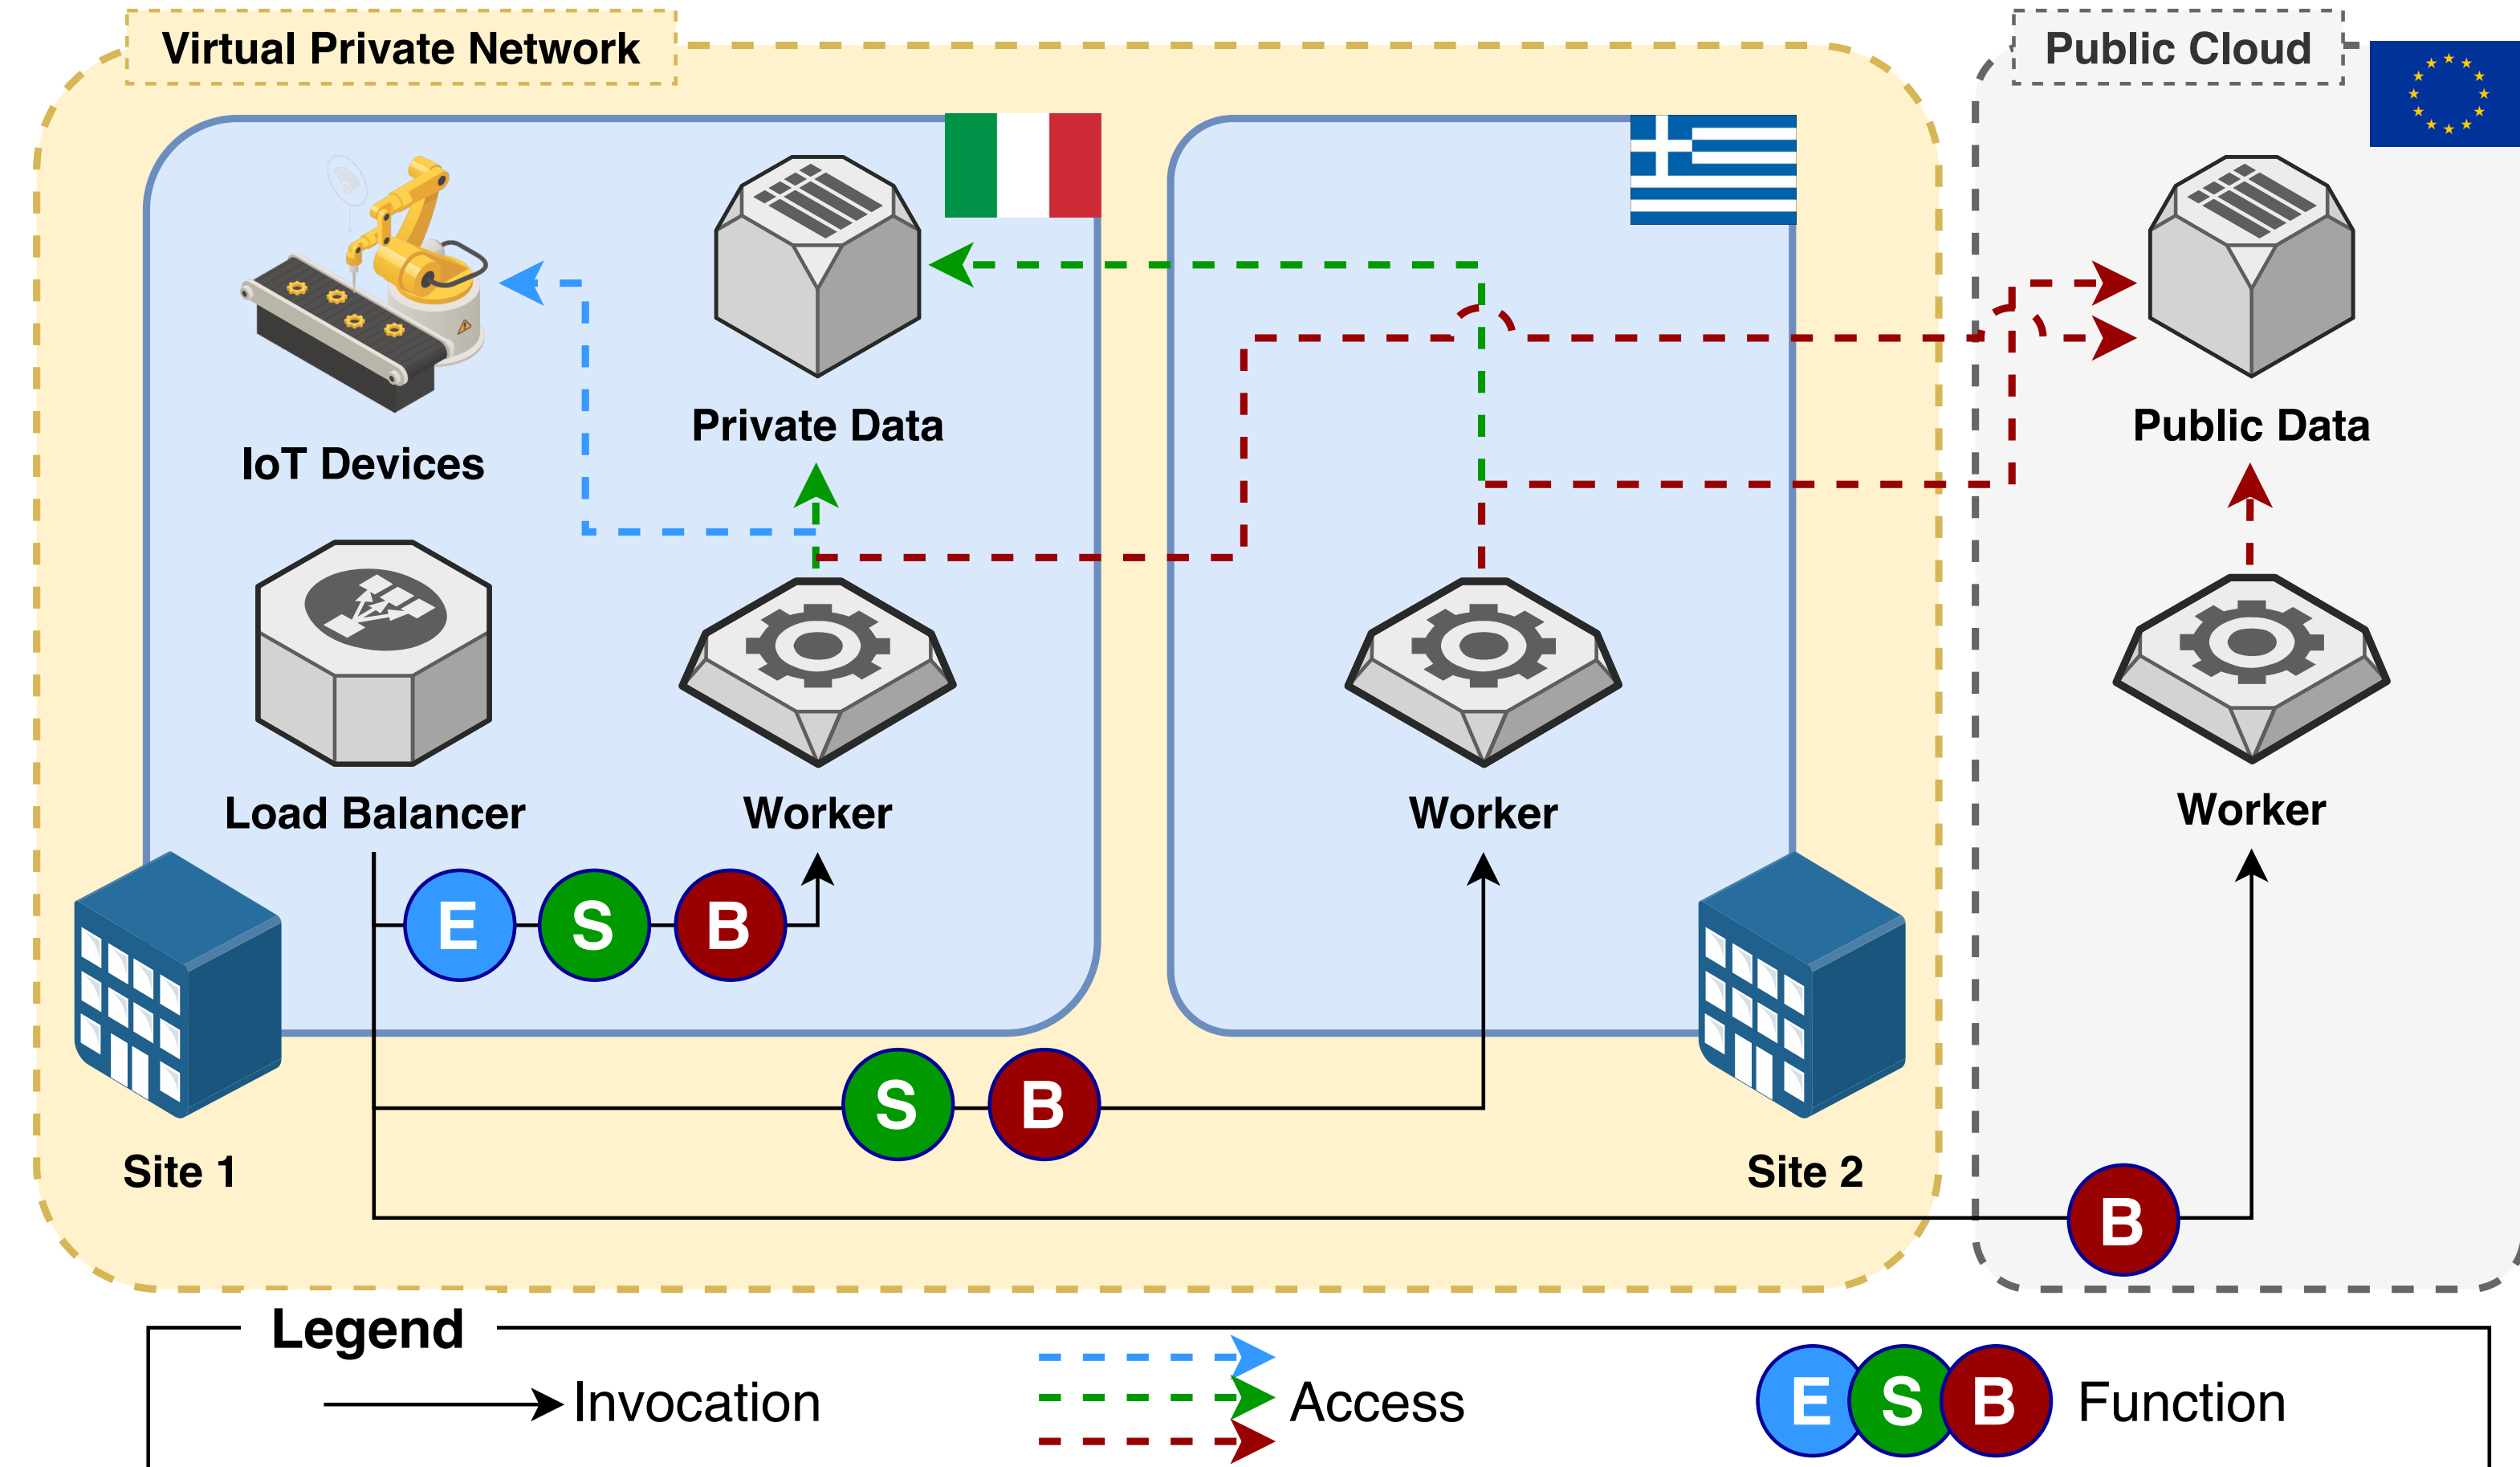 Virtual Private Network
Public Cloud
IoT Devices
Private Data
Public Data
Load Balancer
Worker
Worker
Worker
E
S
B
S
B
B
Site 1
Site 2
Legend
Invocation
Access
E
S
B
Function